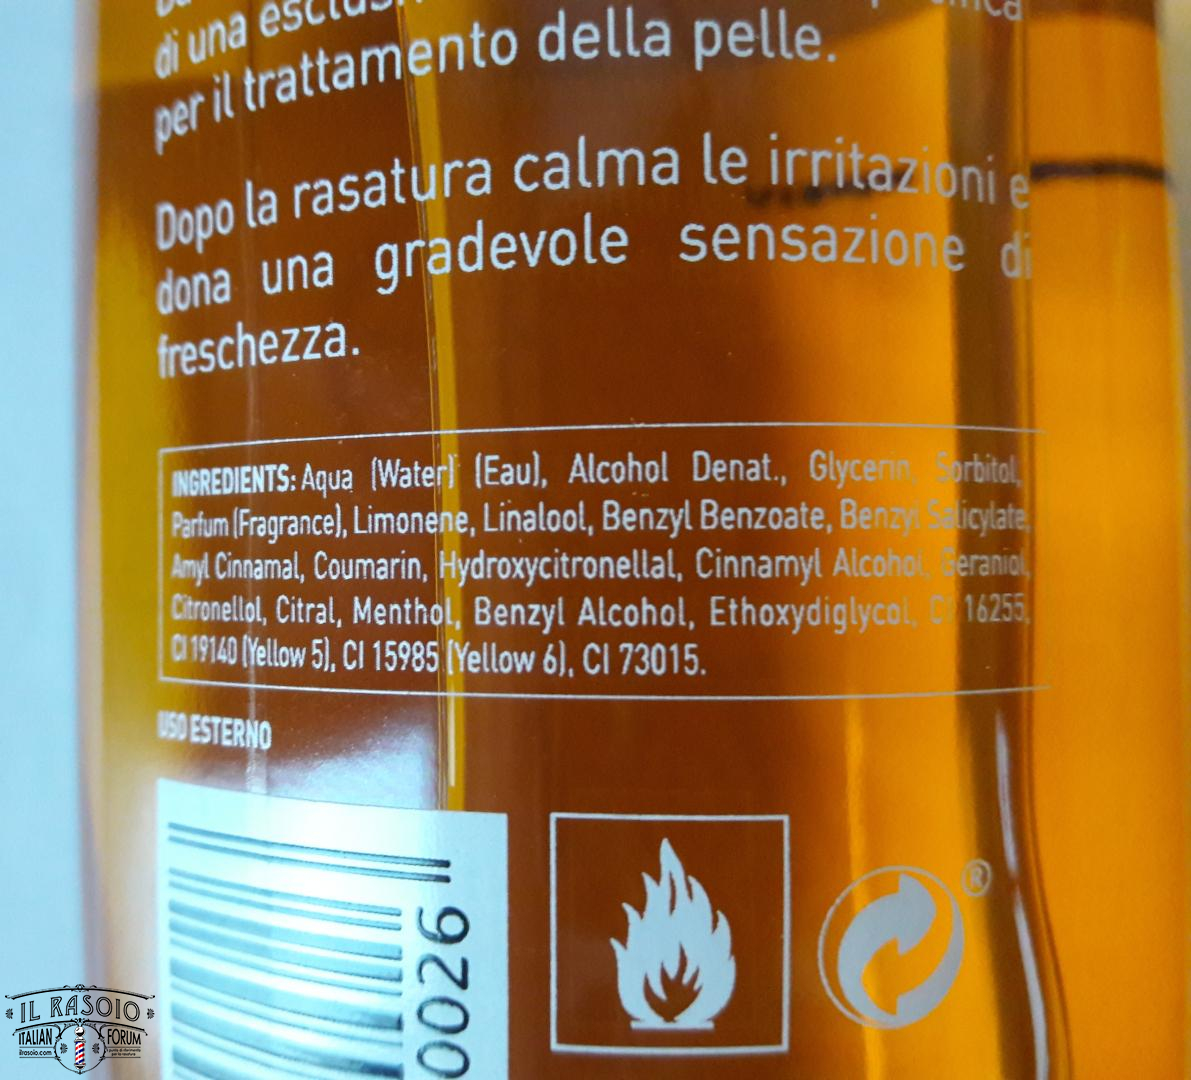 di una
per il trattamento della pelle.
Dopo la rasatura calma le irritazioni e
dona una gradevole sensazione di
freschezza.
INGREDIENTS: Aqua (Water) (Eau), Alcohol Denat., Glycerin, Sorbitol,
Parfum (Fragrance), Limonene, Linalool, Benzyl Benzoate, Benzyl Salicylate,
Amyl Cinnamal, Coumarin, Hydroxycitronellal, Cinnamyl Alcohol, Geraniol,
Citronellol, Citral, Menthol, Benzyl Alcohol, Ethoxydiglycol, CI 16255,
CI 19140 (Yellow 5), CI 15985 (Yellow 6), CI 73015.
USO ESTERNO
0026
®
IL RASOIO
ITALIAN FORUM
ilrasoio.com